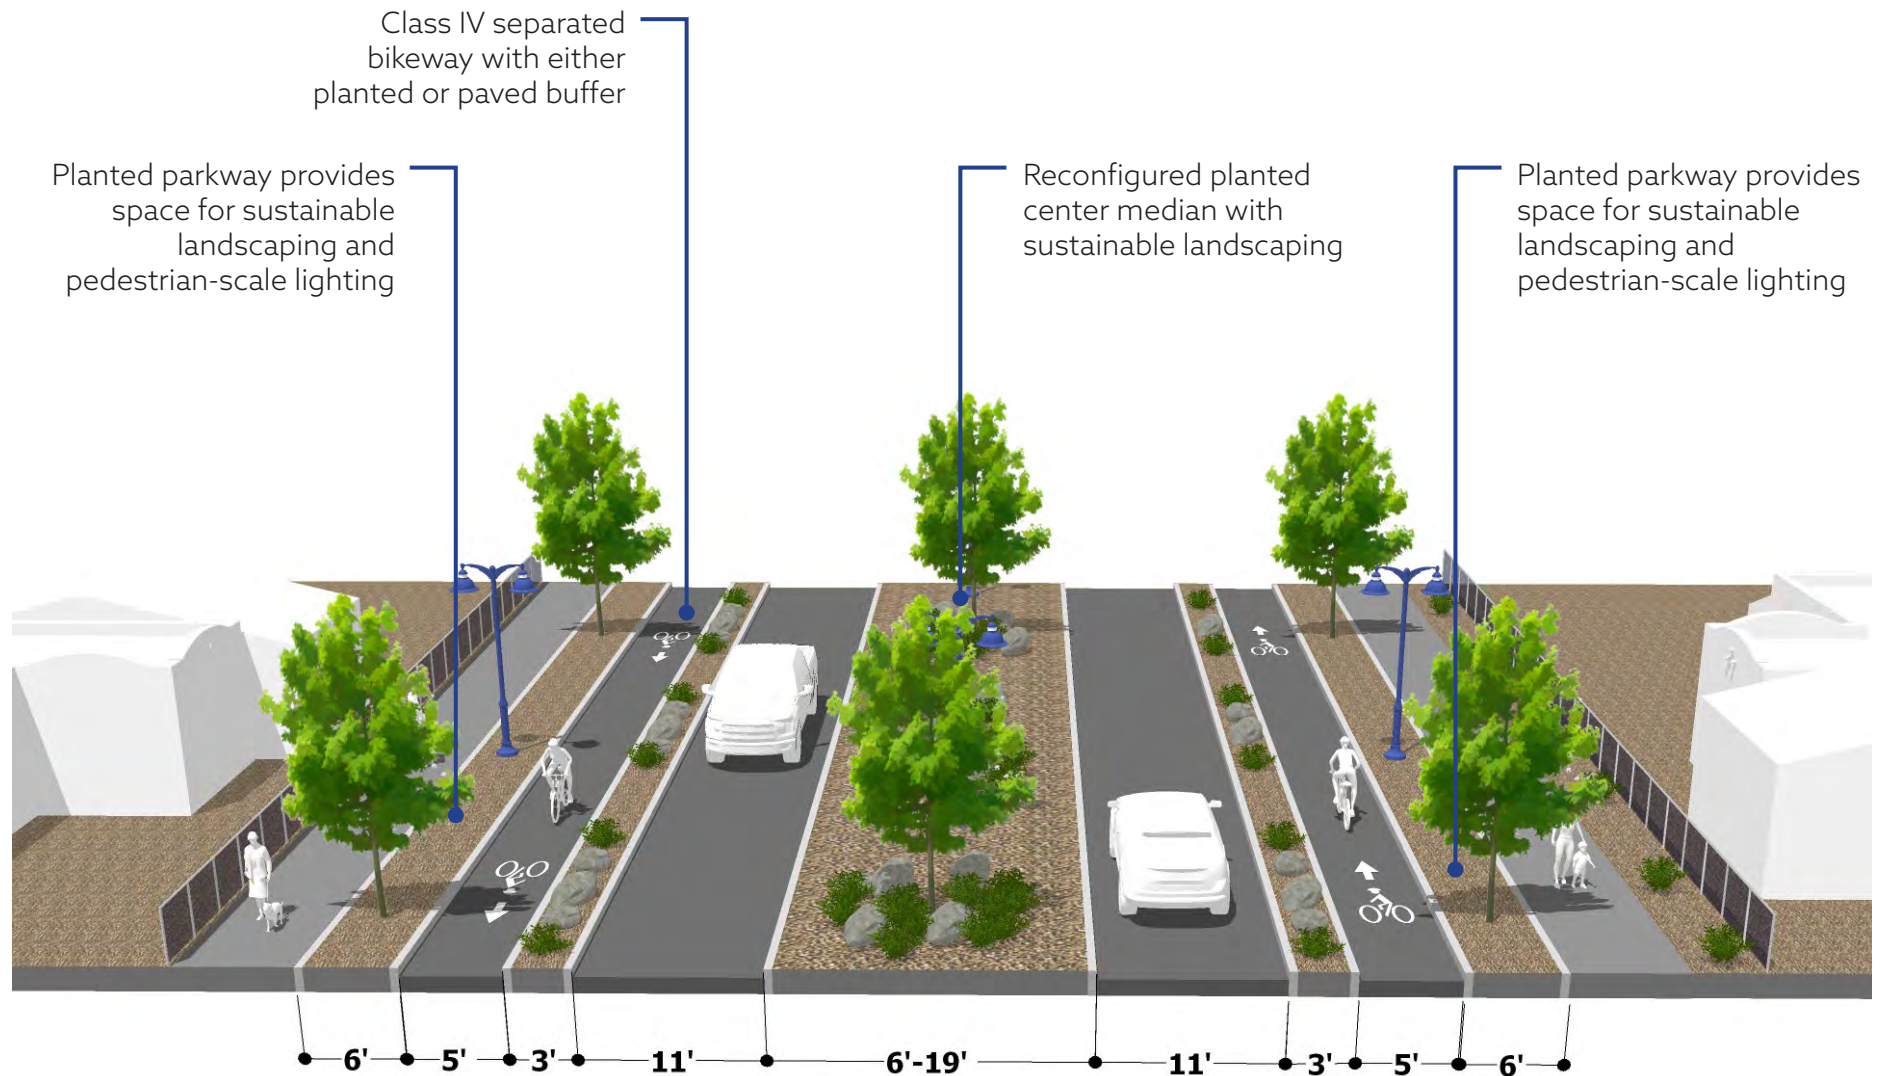 Class IV separated
bikeway with either
planted or paved buffer
Planted parkway provides
space for sustainable
landscaping and
pedestrian-scale lighting
Reconfigured planted
center median with
sustainable landscaping
Planted parkway provides
space for sustainable
landscaping and
pedestrian-scale lighting
6' 5' 3' 11' 6'-19' 11' 3' 5' 6'